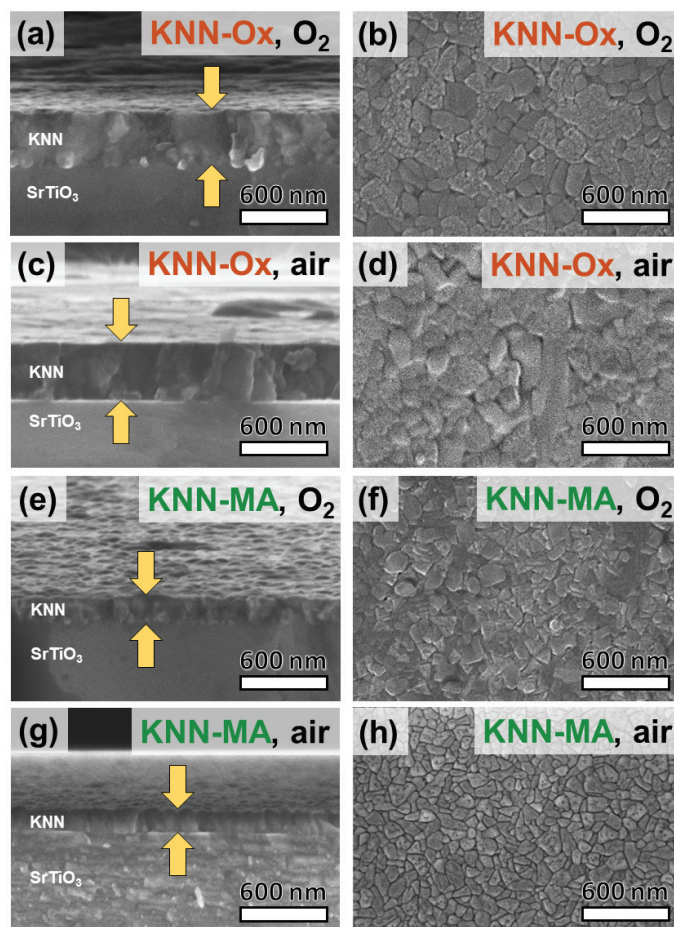 (a) KNN-Ox, O₂
KNN
SrTiO₃
600 nm
(b) KNN-Ox, O₂
600 nm
(c) KNN-Ox, air
KNN
SrTiO₃
600 nm
(d) KNN-Ox, air
600 nm
(e) KNN-MA, O₂
KNN
SrTiO₃
600 nm
(f) KNN-MA, O₂
600 nm
(g) KNN-MA, air
KNN
SrTiO₃
600 nm
(h) KNN-MA, air
600 nm